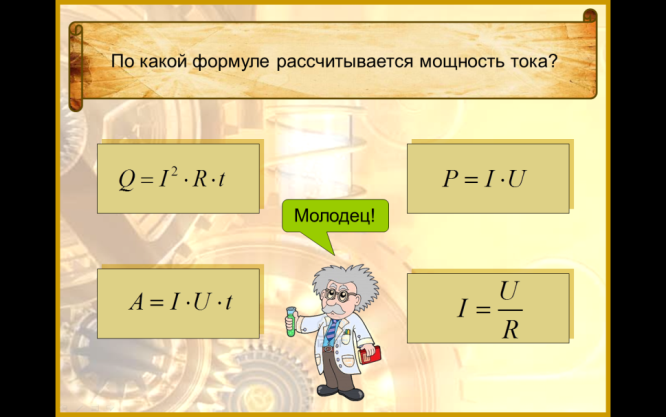 По какой формуле рассчитывается мощность тока?
Q = I² · R · t
P = I · U
Молодец!
A = I · U · t
I = U/R